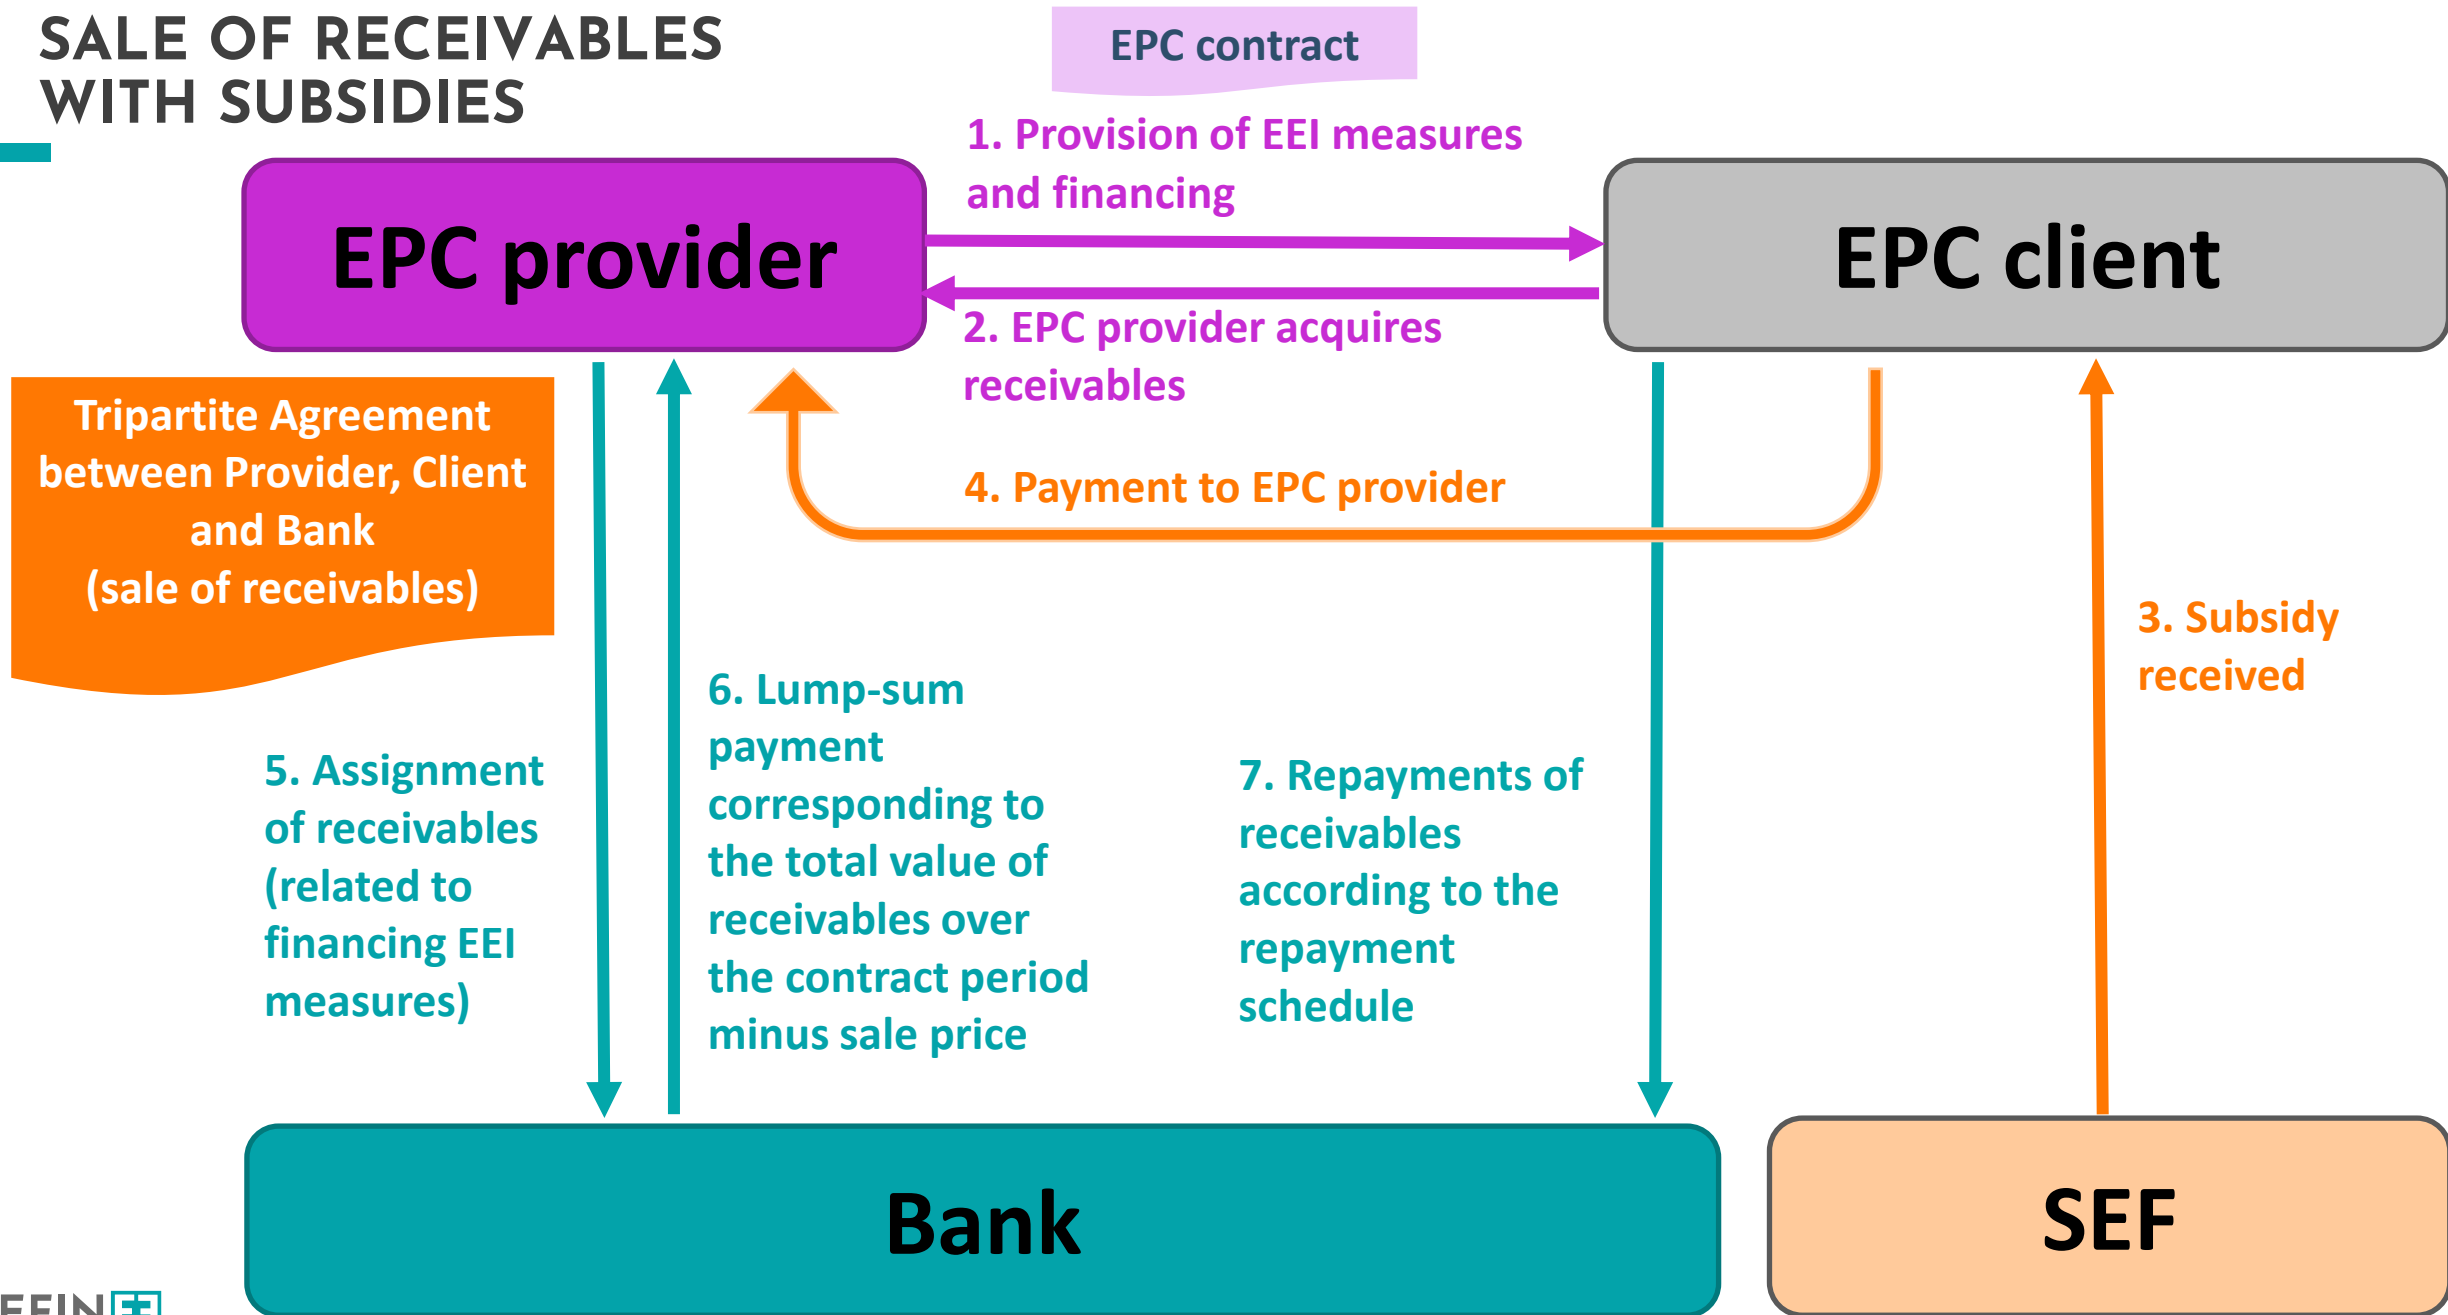 SALE OF RECEIVABLES
WITH SUBSIDIES
EPC contract
1. Provision of EEI measures
and financing
EPC provider
EPC client
2. EPC provider acquires
receivables
Tripartite Agreement
between Provider, Client
and Bank
(sale of receivables)
4. Payment to EPC provider
3. Subsidy
received
5. Assignment
of receivables
(related to
financing EEI
measures)
6. Lump-sum
payment
corresponding to
the total value of
receivables over
the contract period
minus sale price
7. Repayments of
receivables
according to the
repayment
schedule
Bank
SEF